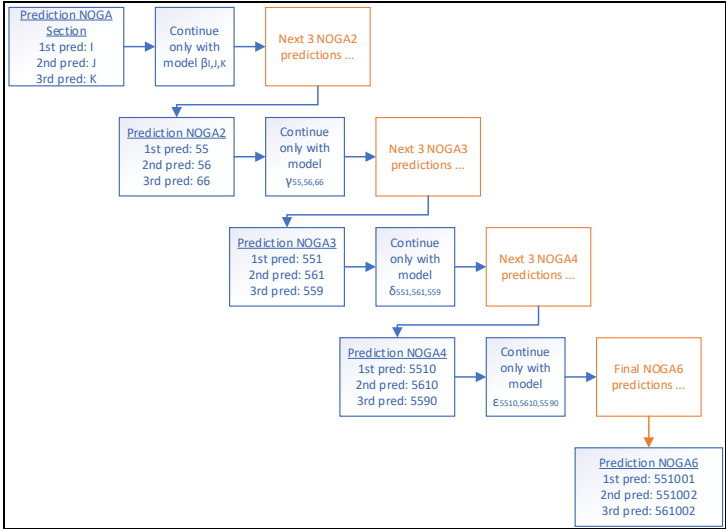 Prediction NOGA
Section
1st pred: I
2nd pred: J
3rd pred: K
Continue
only with
model βI,J,K
Next 3 NOGA2
predictions ...
Prediction NOGA2
1st pred: 55
2nd pred: 56
3rd pred: 66
Continue
only with
model
γ55,56,66
Next 3 NOGA3
predictions ...
Prediction NOGA3
1st pred: 551
2nd pred: 561
3rd pred: 559
Continue
only with
model
δ551,561,559
Next 3 NOGA4
predictions ...
Prediction NOGA4
1st pred: 5510
2nd pred: 5610
3rd pred: 5590
Continue
only with
model
ε5510,5610,5590
Final NOGA6
predictions ...
Prediction NOGA6
1st pred: 551001
2nd pred: 551002
3rd pred: 561002